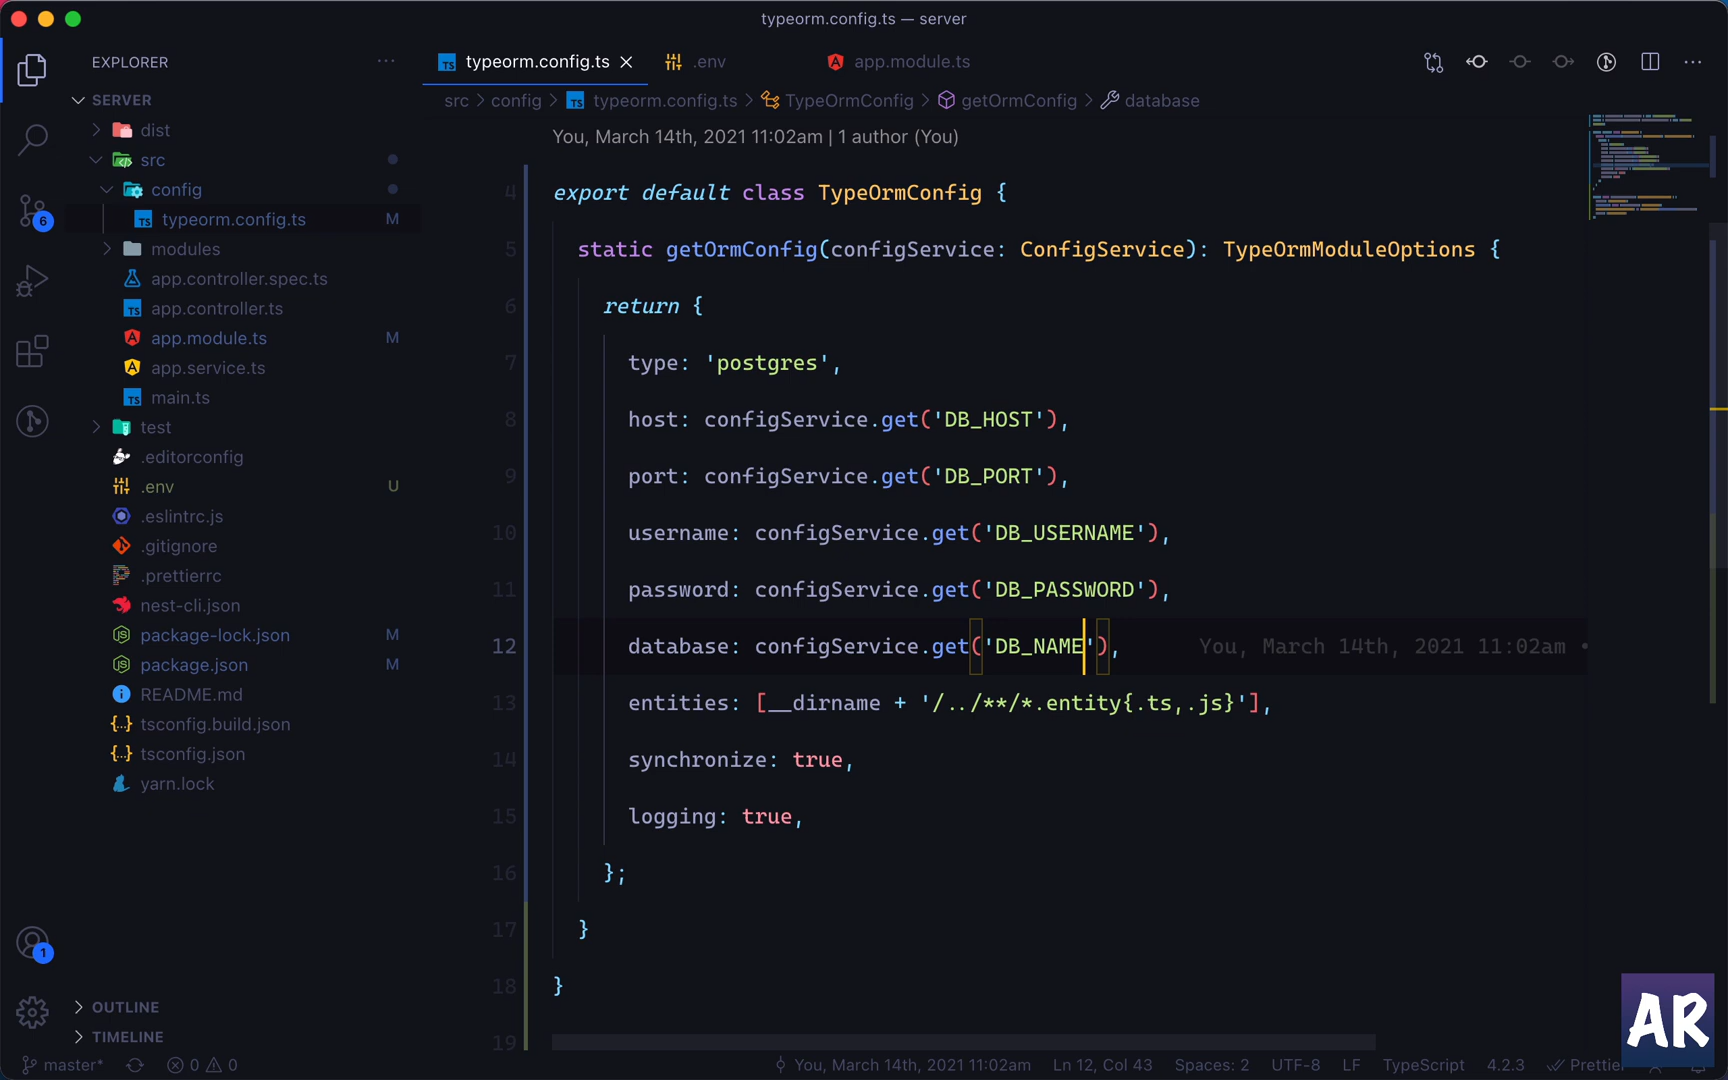 typeorm.config.ts — server
EXPLORER
SERVER
dist
src
config
typeorm.config.ts M
modules
app.controller.spec.ts
app.controller.ts
app.module.ts M
app.service.ts
main.ts
test
.editorconfig
.env U
.eslintrc.js
.gitignore
.prettierrc
nest-cli.json
package-lock.json M
package.json M
README.md
tsconfig.build.json
tsconfig.json
yarn.lock
OUTLINE
TIMELINE
6
1
typeorm.config.ts
.env
app.module.ts
src > config > typeorm.config.ts > TypeOrmConfig > getOrmConfig > database
You, March 14th, 2021 11:02am | 1 author (You)
4 export default class TypeOrmConfig {
5 static getOrmConfig(configService: ConfigService): TypeOrmModuleOptions {
6 return {
7 type: 'postgres',
8 host: configService.get('DB_HOST'),
9 port: configService.get('DB_PORT'),
10 username: configService.get('DB_USERNAME'),
11 password: configService.get('DB_PASSWORD'),
12 database: configService.get('DB_NAME'), You, March 14th, 2021 11:02am •
13 entities: [__dirname + '/../**/*.entity{.ts,.js}'],
14 synchronize: true,
15 logging: true,
16 };
17 }
18 }
19
AR
master* 0 0 You, March 14th, 2021 11:02am Ln 12, Col 43 Spaces: 2 UTF-8 LF TypeScript 4.2.3 Prettier